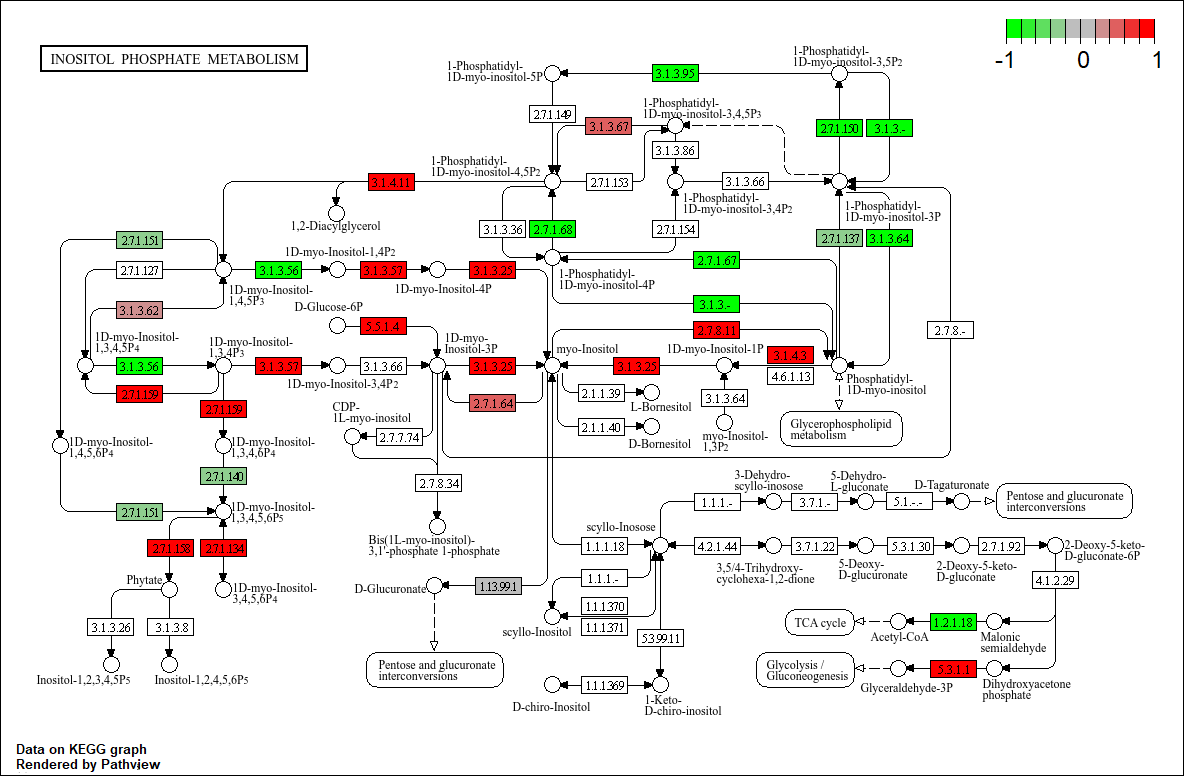 INOSITOL PHOSPHATE METABOLISM
-1 0 1
1-Phosphatidyl-
1D-myo-inositol-5P
3.1.3.95
1-Phosphatidyl-
1D-myo-inositol-3,5P2
2.7.1.149
3.1.3.67
1-Phosphatidyl-
1D-myo-inositol-3,4,5P3
2.7.1.150
3.1.3.-
3.1.3.86
1-Phosphatidyl-
1D-myo-inositol-4,5P2
3.1.4.11
2.7.1.153
3.1.3.66
1,2-Diacylglycerol
1-Phosphatidyl-
1D-myo-inositol-3,4P2
1-Phosphatidyl-
1D-myo-inositol-3P
3.1.3.36
2.7.1.68
2.7.1.154
2.7.1.137
3.1.3.64
2.7.1.151
1D-myo-Inositol-1,4P2
2.7.1.127
3.1.3.56
3.1.3.57
3.1.3.25
2.7.1.67
1D-myo-Inositol-
1,4,5P3
1D-myo-Inositol-4P
1-Phosphatidyl-
1D-myo-inositol-4P
3.1.3.62
D-Glucose-6P
3.1.3.-
5.5.1.4
2.7.8.11
2.7.8.-
1D-myo-Inositol-
1,3,4,5P4
1D-myo-Inositol-
1,3,4P3
1D-myo-
Inositol-3P
myo-Inositol
1D-myo-Inositol-1P
3.1.4.3
3.1.3.56
3.1.3.57
3.1.3.66
3.1.3.25
3.1.3.25
4.6.1.13
1D-myo-Inositol-3,4P2
Phosphatidyl-
1D-myo-inositol
2.7.1.159
2.7.1.159
2.7.1.64
2.1.1.39
3.1.3.64
L-Bornesitol
CDP-
1L-myo-inositol
2.7.7.74
2.1.1.40
D-Bornesitol
myo-Inositol-
1,3P2
Glycerophospholipid
metabolism
1D-myo-Inositol-
1,4,5,6P4
1D-myo-Inositol-
1,3,4,6P4
2.7.1.140
2.7.8.34
3-Dehydro-
scyllo-inosose
5-Dehydro-
L-gluconate
D-Tagaturonate
1.1.1.-
3.7.1.-
5.1.-.-
Pentose and glucuronate
interconversions
2.7.1.151
1D-myo-Inositol-
1,3,4,5,6P5
Bis(1L-myo-inositol)-
3,1'-phosphate 1-phosphate
scyllo-Inosose
2.7.1.158
2.7.1.134
1.1.1.18
4.2.1.44
3.7.1.22
5.3.1.30
2.7.1.92
2-Deoxy-5-keto-
D-gluconate-6P
3,5/4-Trihydroxy-
cyclohexa-1,2-dione
5-Deoxy-
D-glucuronate
2-Deoxy-5-keto-
D-gluconate
Phytate
1D-myo-Inositol-
3,4,5,6P4
D-Glucuronate
1.13.99.1
1.1.1.-
4.1.2.29
1.1.1.370
1.1.1.371
scyllo-Inositol
5.3.99.11
3.1.3.26
3.1.3.8
TCA cycle
1.2.1.18
Acetyl-CoA
Malonic
semialdehyde
Pentose and glucuronate
interconversions
Glycolysis /
Gluconeogenesis
5.3.1.1
Glyceraldehyde-3P
Dihydroxyacetone
phosphate
Inositol-1,2,3,4,5P5
Inositol-1,2,4,5,6P5
1.1.1.369
D-chiro-Inositol
1-Keto-
D-chiro-inositol
Data on KEGG graph
Rendered by Pathview